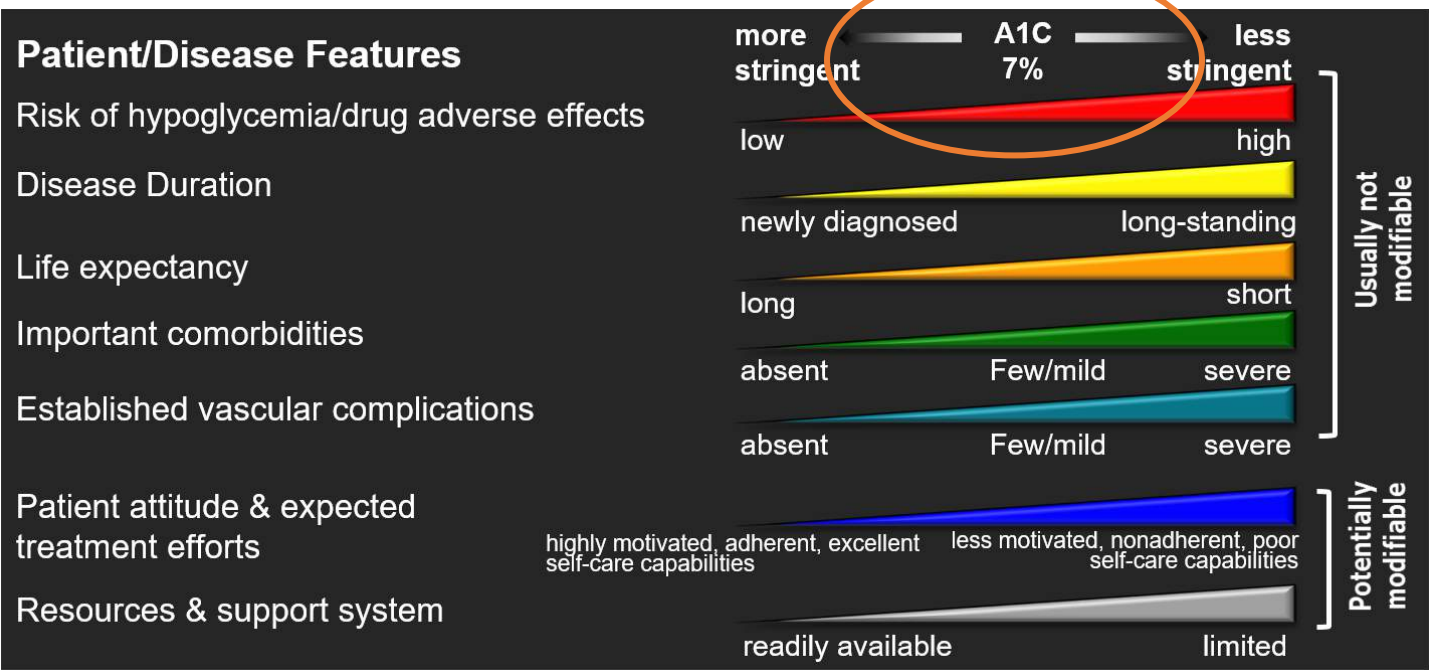 Patient/Disease Features
more A1C less
stringent 7% stringent
Risk of hypoglycemia/drug adverse effects
low high
Disease Duration
newly diagnosed long-standing
Life expectancy
long short
Important comorbidities
absent Few/mild severe
Established vascular complications
absent Few/mild severe
Usually not
modifiable
Patient attitude & expected
treatment efforts
highly motivated, adherent, excellent
self-care capabilities
less motivated, nonadherent, poor
self-care capabilities
Resources & support system
readily available limited
Potentially
modifiable